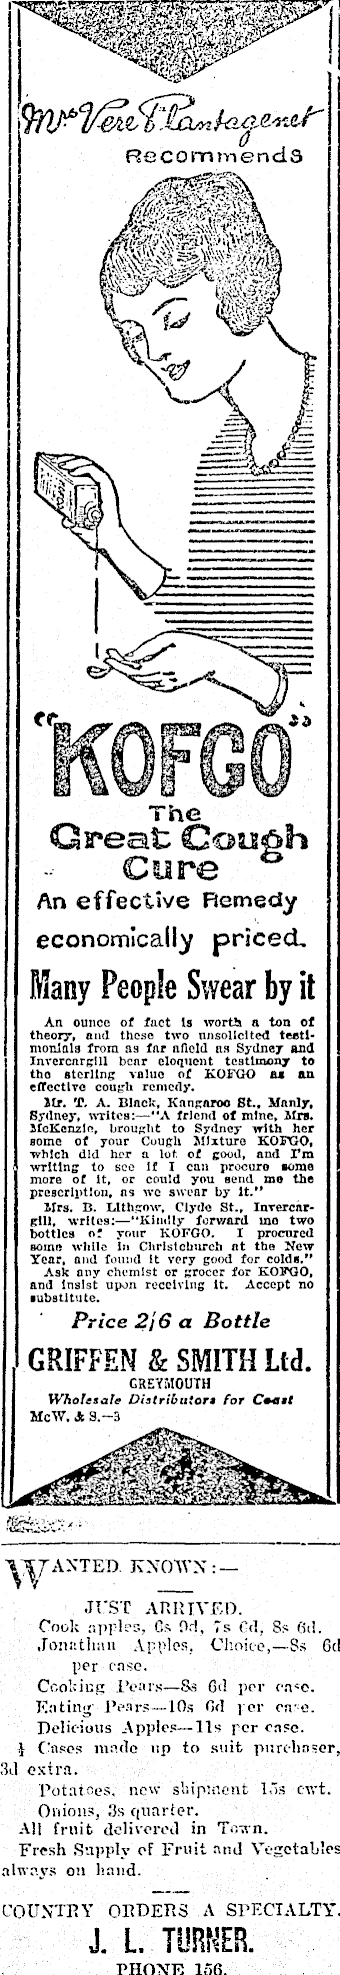 Mrs Vere Plantagenet
Recommends
"KOFGO"
The
Great Cough
Cure
An effective Remedy
economically priced.
Many People Swear by it
An ounce of fact is worth a ton of
theory, and these two unsolicited testi-
monials from as far afield as Sydney and
Invercargill bear eloquent testimony to
the sterling value of KOFGO as an
effective cough remedy.
Mr. T. A. Black, Kangaroo St., Manly,
Sydney, writes:—"A friend of mine, Mrs.
McKenzie, brought to Sydney with her
some of your Cough Mixture KOFGO,
which did her a lot of good, and I'm
writing to see if I can procure some
more of it, or could you send me the
prescription, as we swear by it."
Mrs. B. Lithgow, Clyde St., Invercar-
gill, writes:—"Kindly forward me two
bottles of your KOFGO. I procured
some while in Christchurch at the New
Year, and found it very good for colds."
Ask any chemist or grocer for KOFGO,
and insist upon receiving it. Accept no
substitute.
Price 2/6 a Bottle
GRIFFEN & SMITH Ltd.
GREYMOUTH
Wholesale Distributors for Coast
McW. & S.—3
WANTED KNOWN:—
JUST ARRIVED.
Cook apples, 6s 9d, 7s 6d, 8s 6d.
Jonathan Apples, Choice,—8s 6d
per case.
Cooking Pears—8s 6d per case.
Eating Pears—10s 6d per case.
Delicious Apples—11s per case.
½ Cases made up to suit purchaser,
3d extra.
Potatoes, new shipment 15s cwt.
Onions, 3s quarter.
All fruit delivered in Town.
Fresh Supply of Fruit and Vegetables
always on hand.
COUNTRY ORDERS A SPECIALTY.
J. L. TURNER.
PHONE 156.